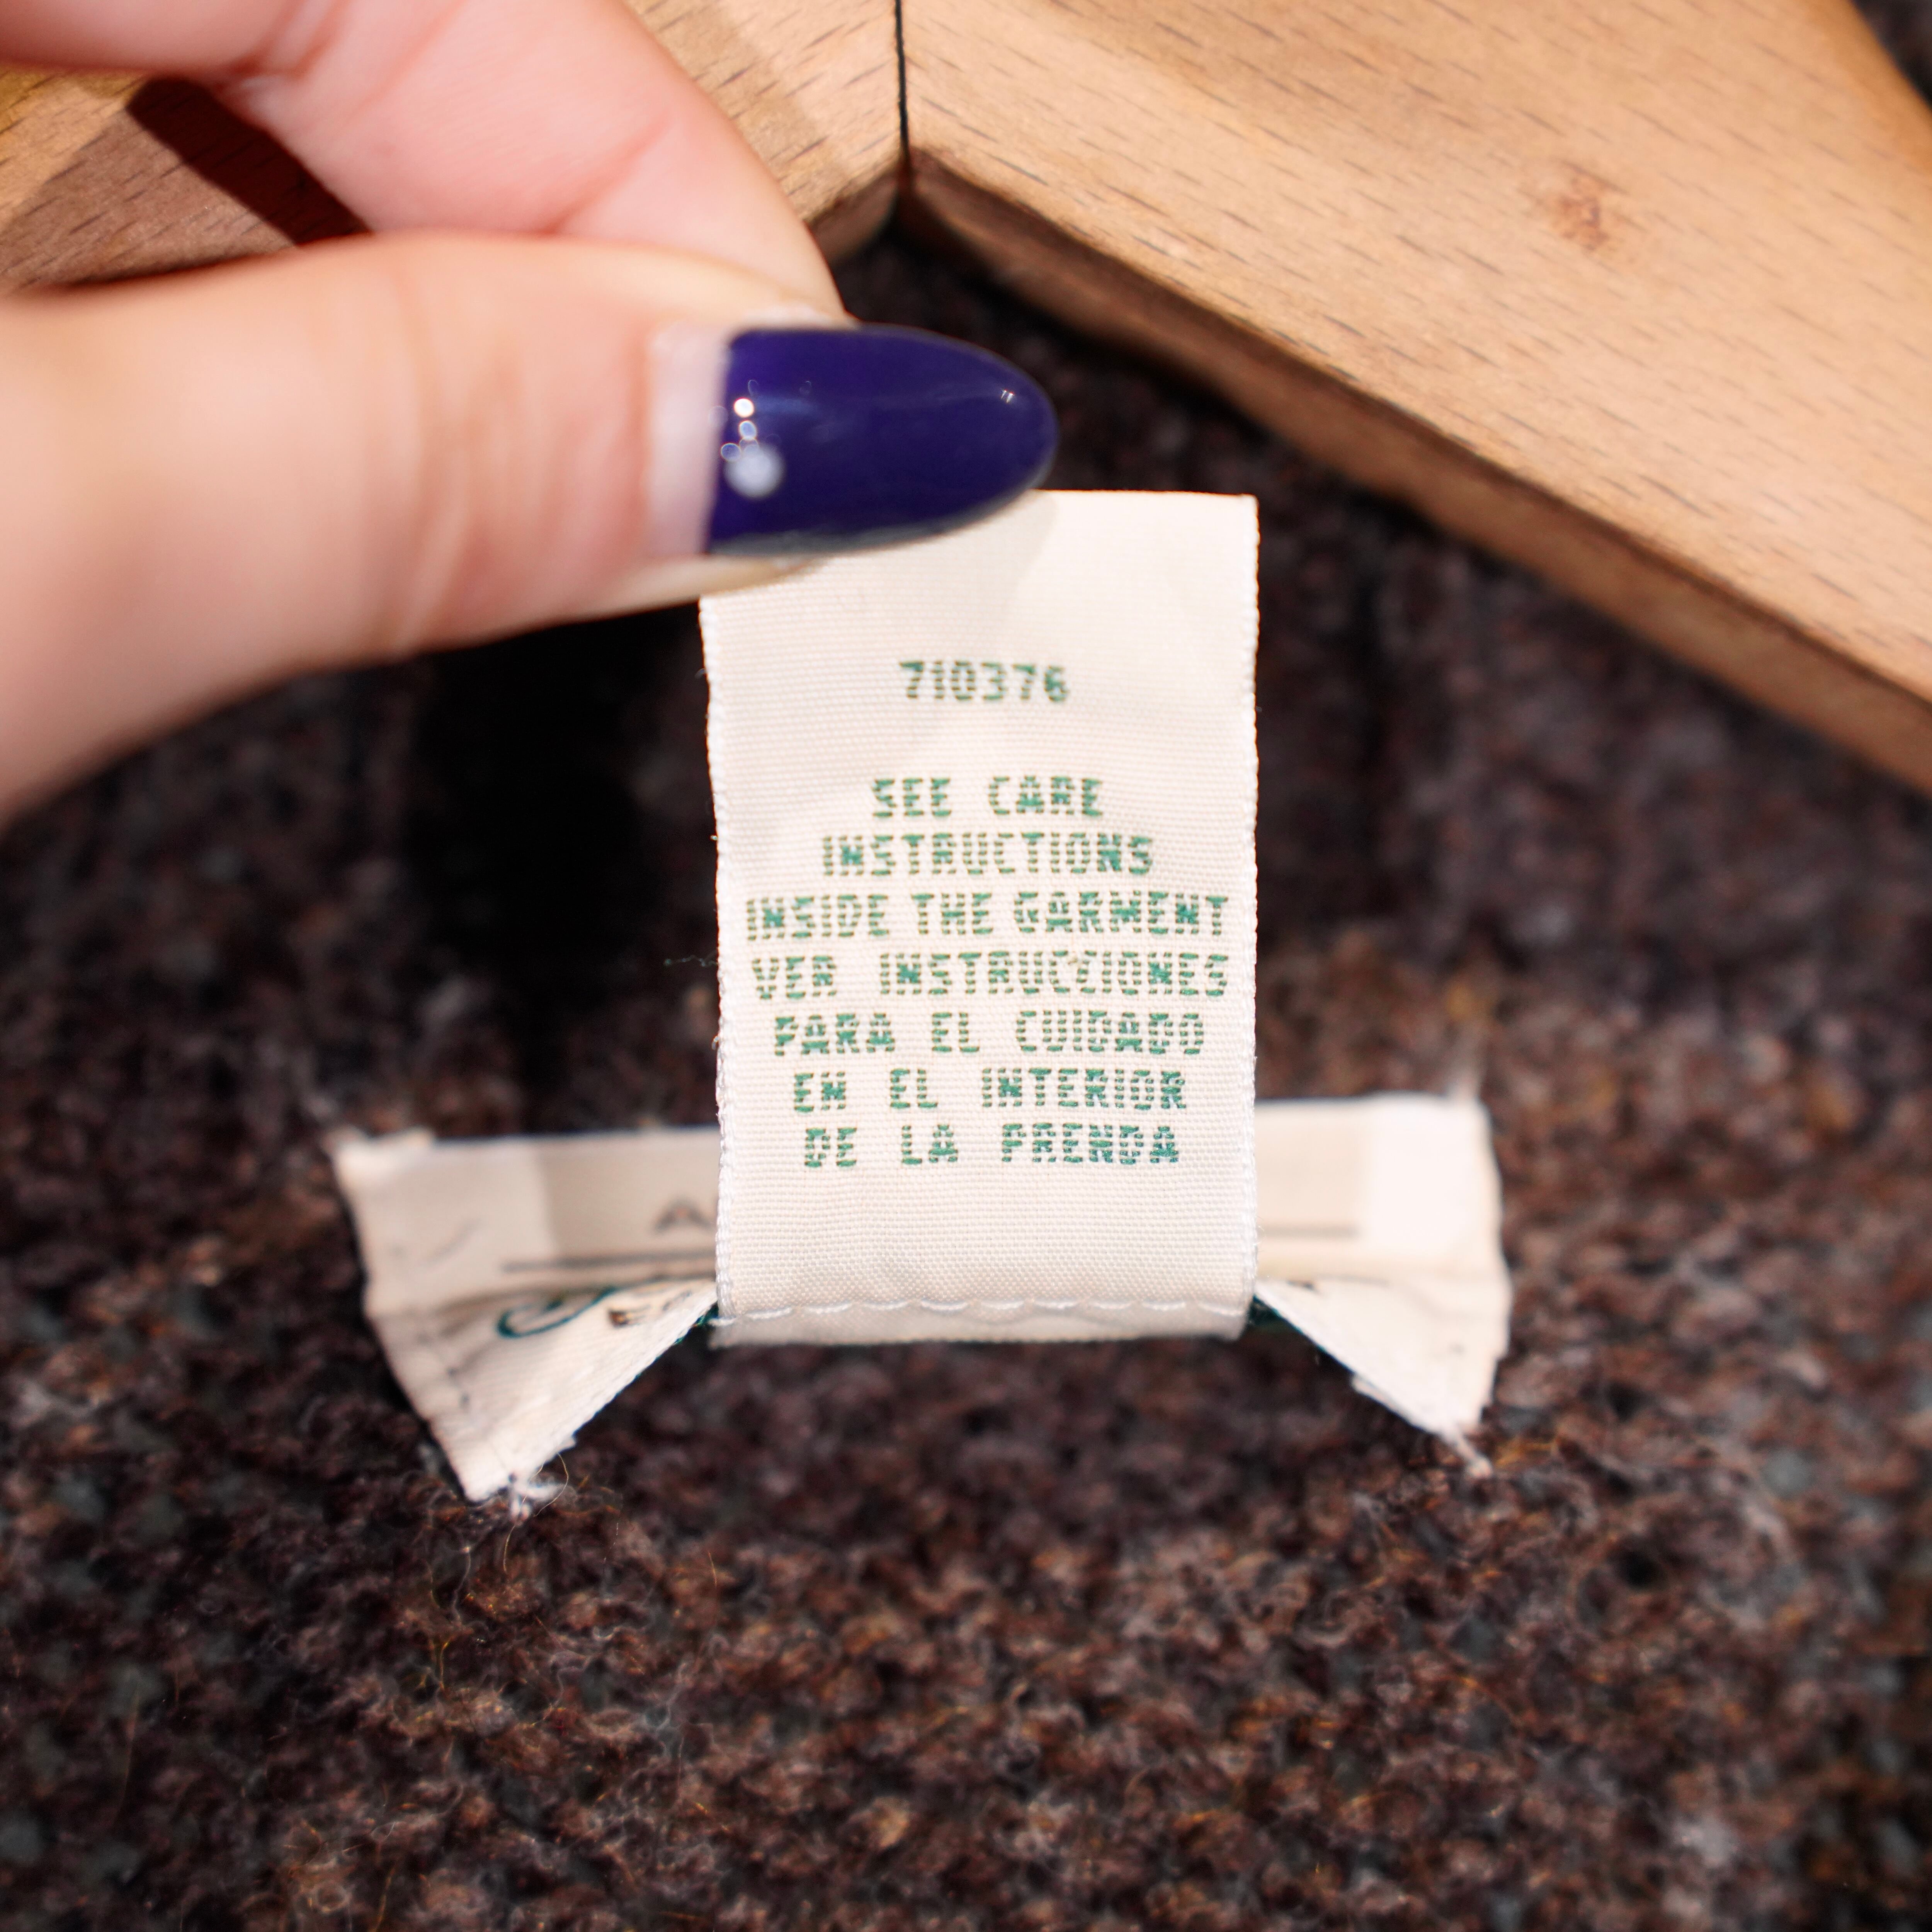 710376
SEE CARE
INSTRUCTIONS
INSIDE THE GARMENT
VER INSTRUCCIONES
PARA EL CUIDADO
EN EL INTERIOR
DE LA PRENDA